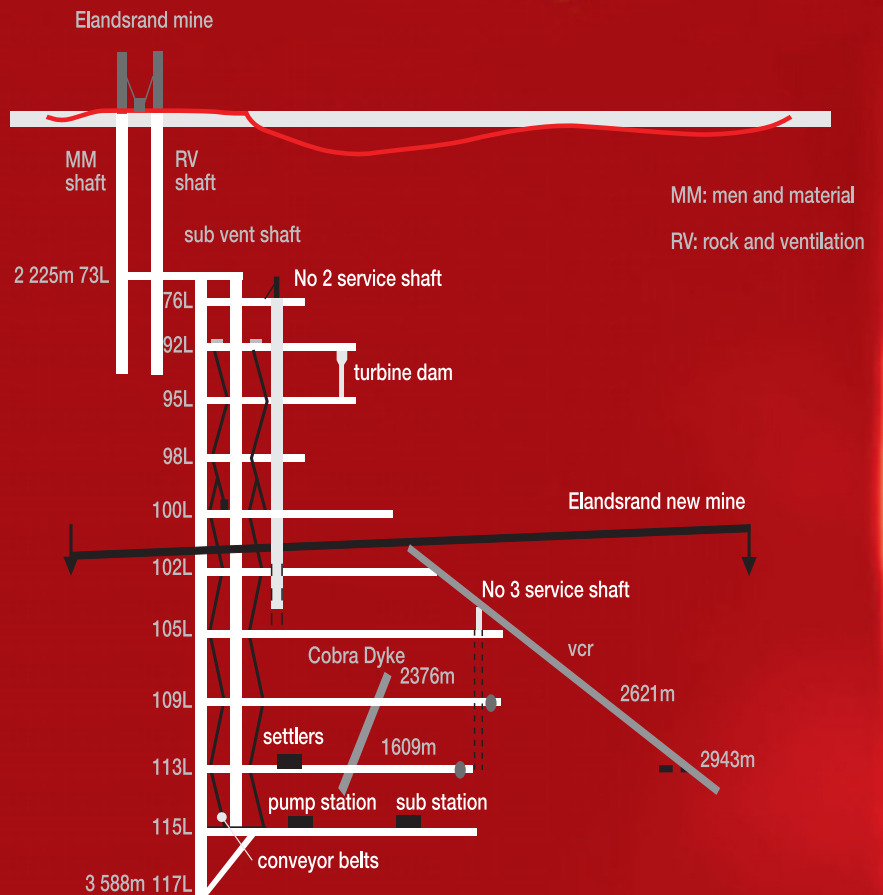 Elandsrand mine
MM
shaft
RV
shaft
MM: men and material
sub vent shaft
RV: rock and ventilation
2 225m 73L
No 2 service shaft
76L
92L
turbine dam
95L
98L
100L
Elandsrand new mine
102L
No 3 service shaft
105L
Cobra Dyke
vcr
2376m
2621m
109L
settlers
1609m
2943m
113L
pump station
sub station
115L
conveyor belts
3 588m 117L